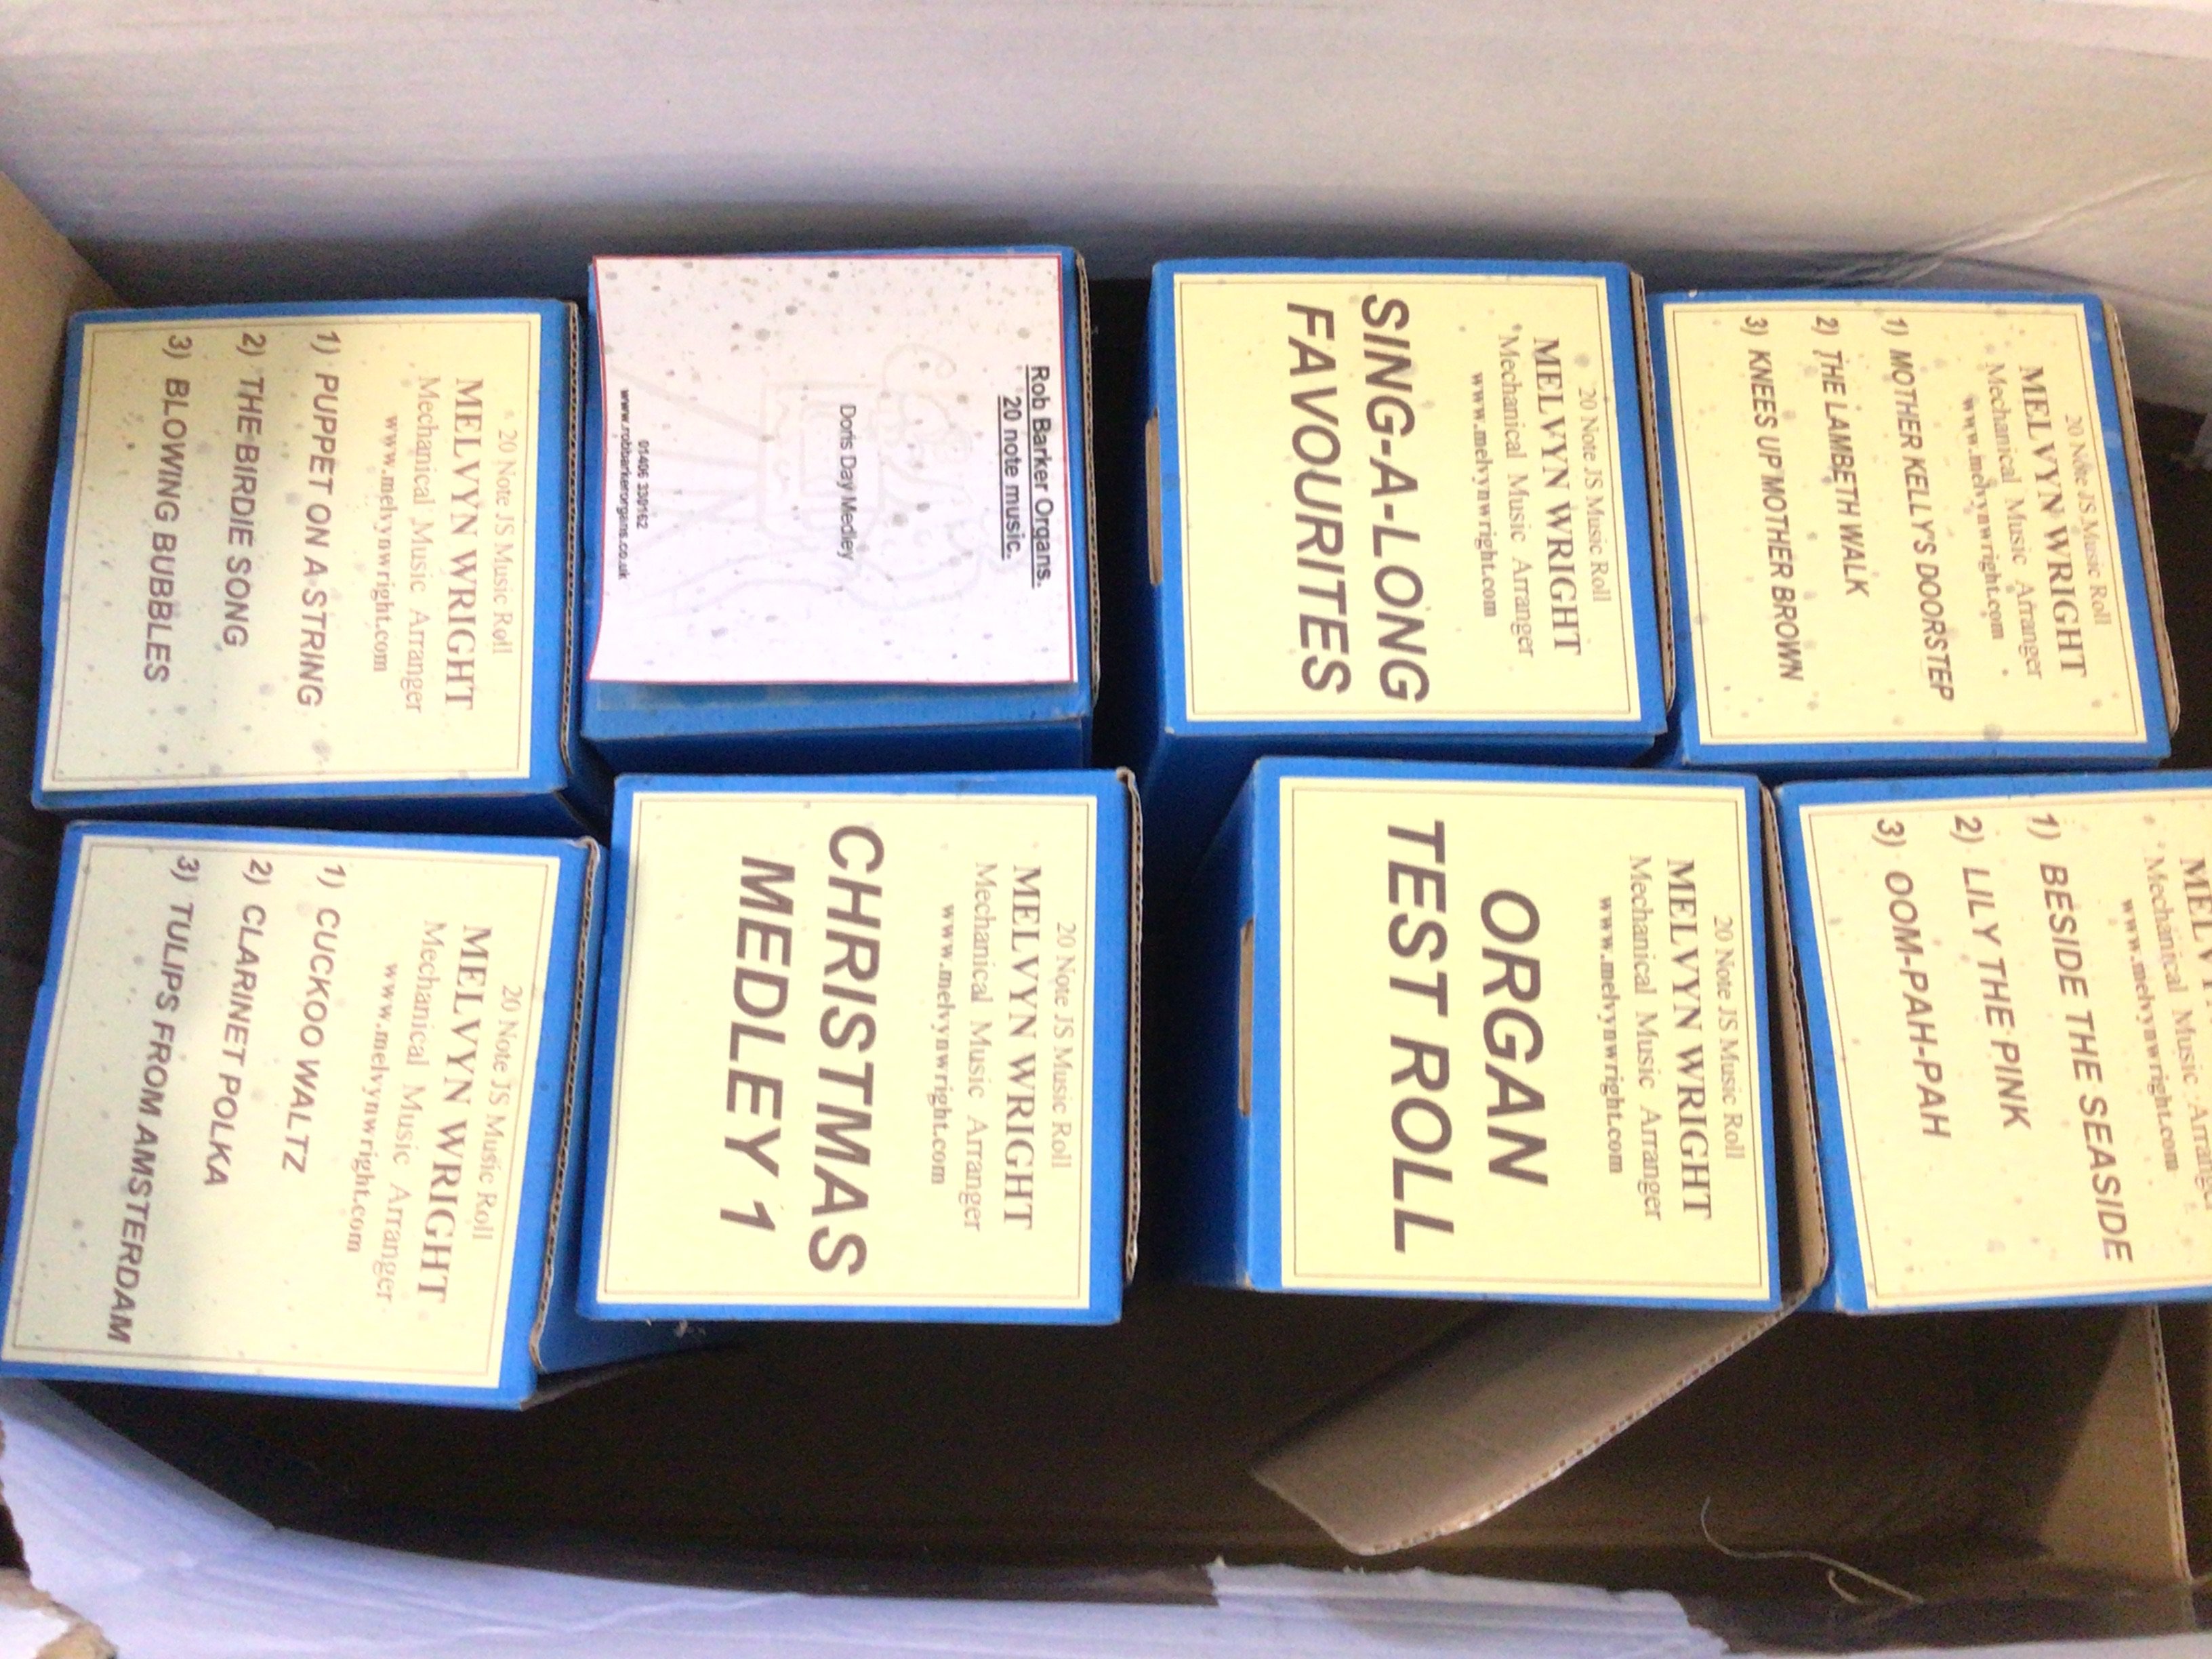 20 Note JS Music Roll
MELVYN WRIGHT
Mechanical Music Arranger
www.melvynwright.com
1) PUPPET ON A STRING
2) THE BIRDIE SONG
3) BLOWING BUBBLES
Rob Barker Organs.
20 note music.
Doris Day Medley
01406 330162
www.robbarkerorgans.co.uk
20 Note JS Music Roll
MELVYN WRIGHT
Mechanical Music Arranger
www.melvynwright.com
SING-A-LONG
FAVOURITES
20 Note JS Music Roll
MELVYN WRIGHT
Mechanical Music Arranger
www.melvynwright.com
1) MOTHER KELLY'S DOORSTEP
2) THE LAMBETH WALK
3) KNEES UP MOTHER BROWN
20 Note JS Music Roll
MELVYN WRIGHT
Mechanical Music Arranger
www.melvynwright.com
1) CUCKOO WALTZ
2) CLARINET POLKA
3) TULIPS FROM AMSTERDAM
20 Note JS Music Roll
MELVYN WRIGHT
Mechanical Music Arranger
www.melvynwright.com
CHRISTMAS
MEDLEY 1
20 Note JS Music Roll
MELVYN WRIGHT
Mechanical Music Arranger
www.melvynwright.com
ORGAN
TEST ROLL
Mechanical Music
www.melvynwright.com
1) BESIDE THE SEASIDE
2) LILY THE PINK
3) OOM-PAH-PAH